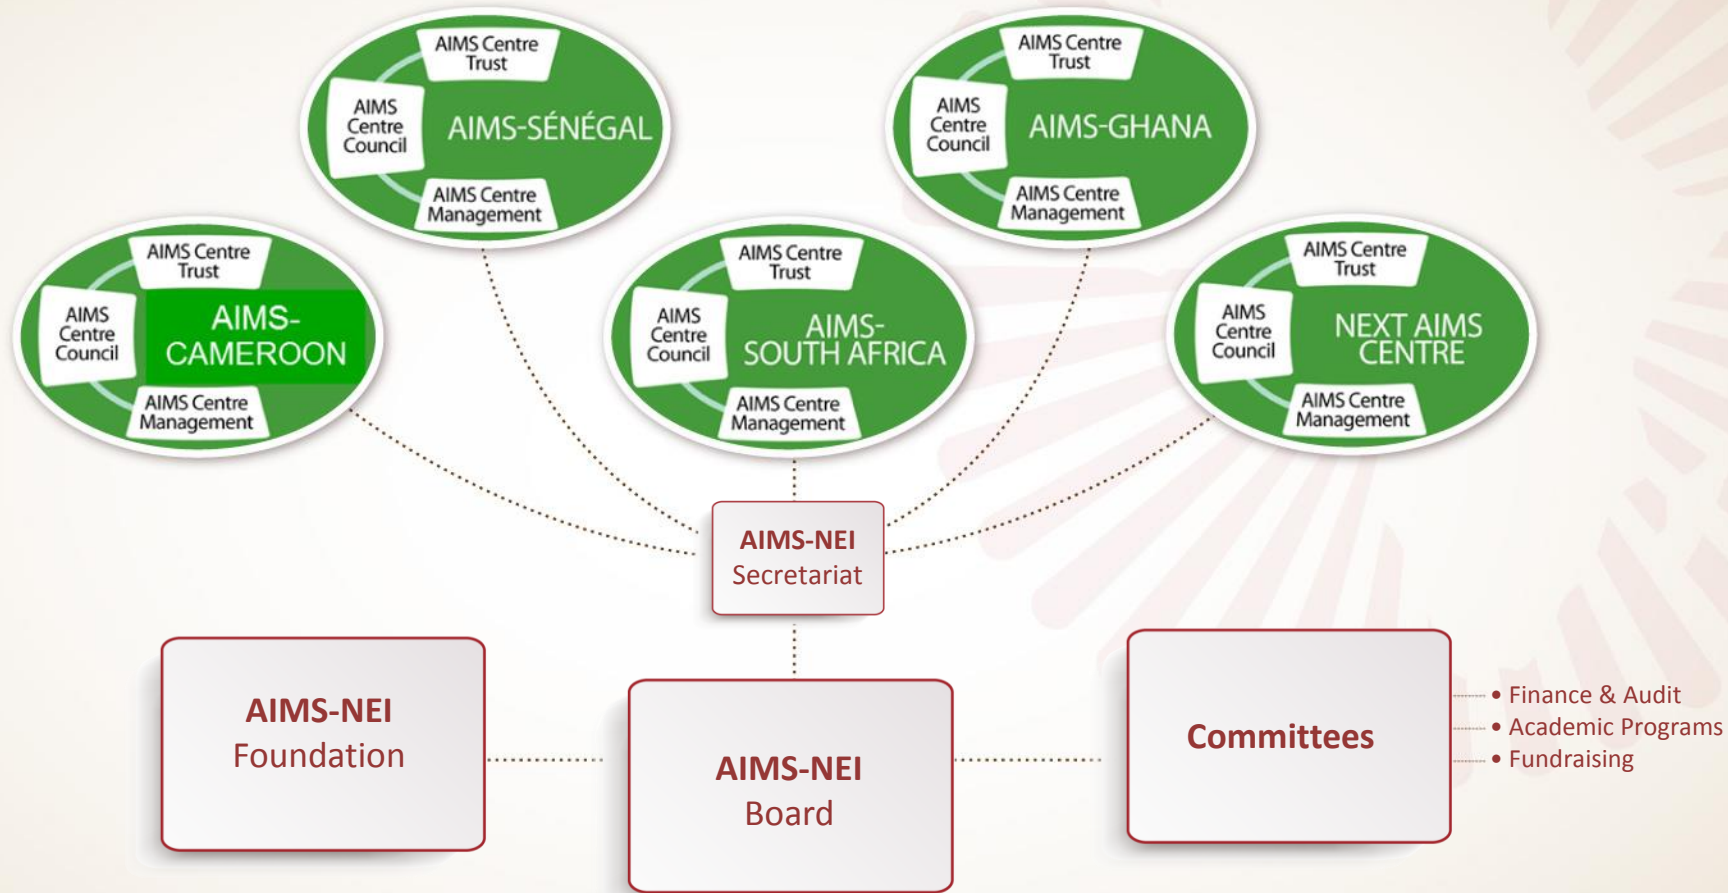 AIMS Centre
Trust
AIMS
Centre
Council
AIMS-SÉNÉGAL
AIMS Centre
Management
AIMS Centre
Trust
AIMS
Centre
Council
AIMS-GHANA
AIMS Centre
Management
AIMS Centre
Trust
AIMS
Centre
Council
AIMS-
CAMEROON
AIMS Centre
Management
AIMS Centre
Trust
AIMS
Centre
Council
AIMS-
SOUTH AFRICA
AIMS Centre
Management
AIMS Centre
Trust
AIMS
Centre
Council
NEXT AIMS
CENTRE
AIMS Centre
Management
AIMS-NEI
Secretariat
AIMS-NEI
Foundation
AIMS-NEI
Board
Committees
• Finance & Audit
• Academic Programs
• Fundraising